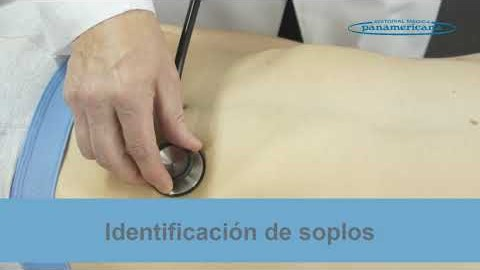 EDITORIAL MEDICA
panamericana
Identificación de soplos